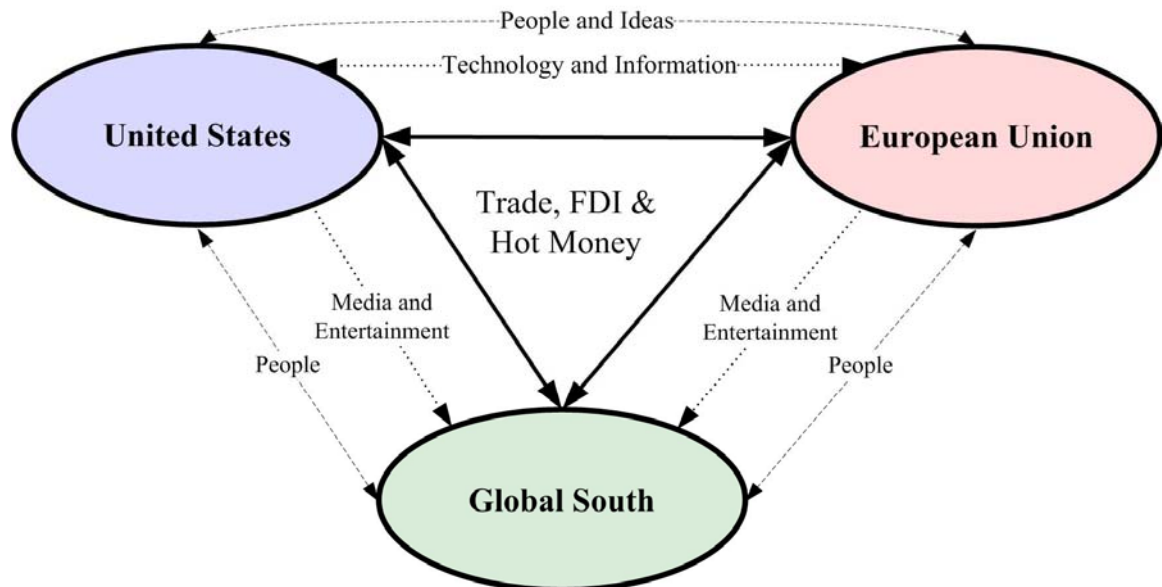 People and Ideas
Technology and Information
United States
European Union
Trade, FDI &
Hot Money
Media and
Entertainment
Media and
Entertainment
People
People
Global South